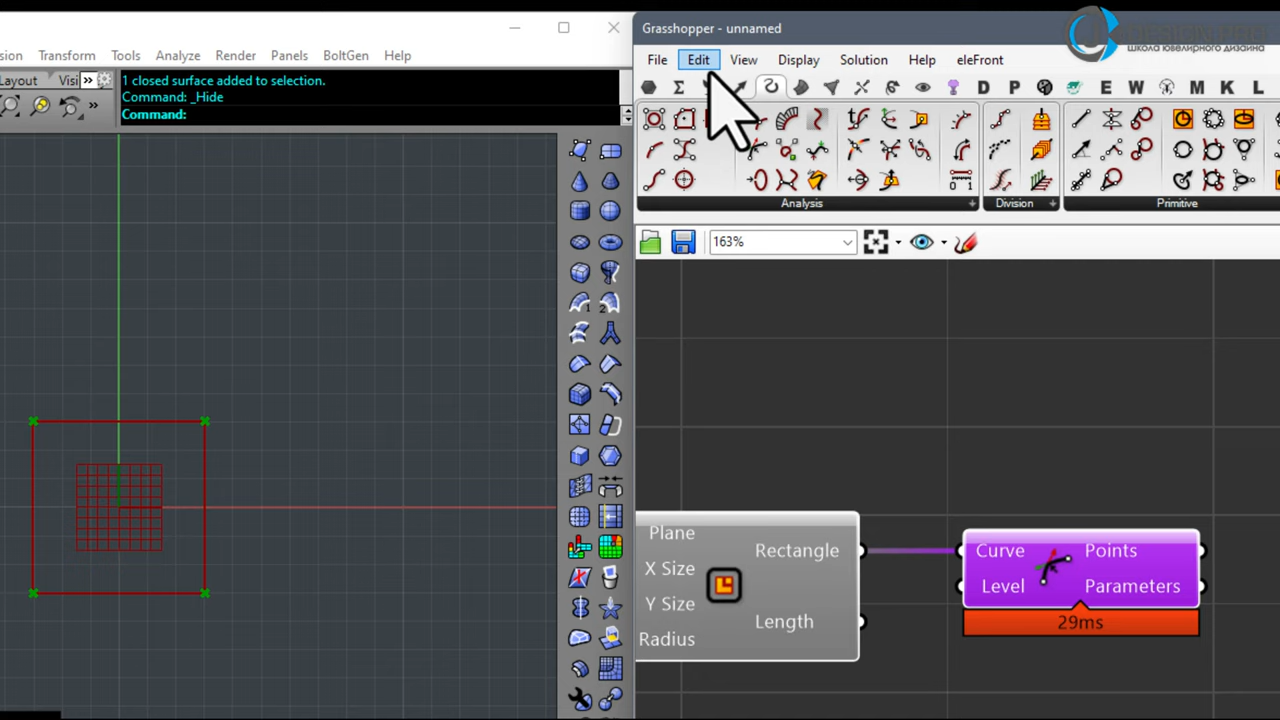 Grasshopper - unnamed
школа ювелирного дизайна
sion Transform Tools Analyze Render Panels BoltGen Help
File Edit View Display Solution Help eleFront
Layout Visi »
1 closed surface added to selection.
Command: _Hide
Command:
D P E W M K L
Analysis Division Primitive
163%
Plane
X Size
Y Size
Radius
Rectangle
Length
Curve
Level
Points
Parameters
29ms